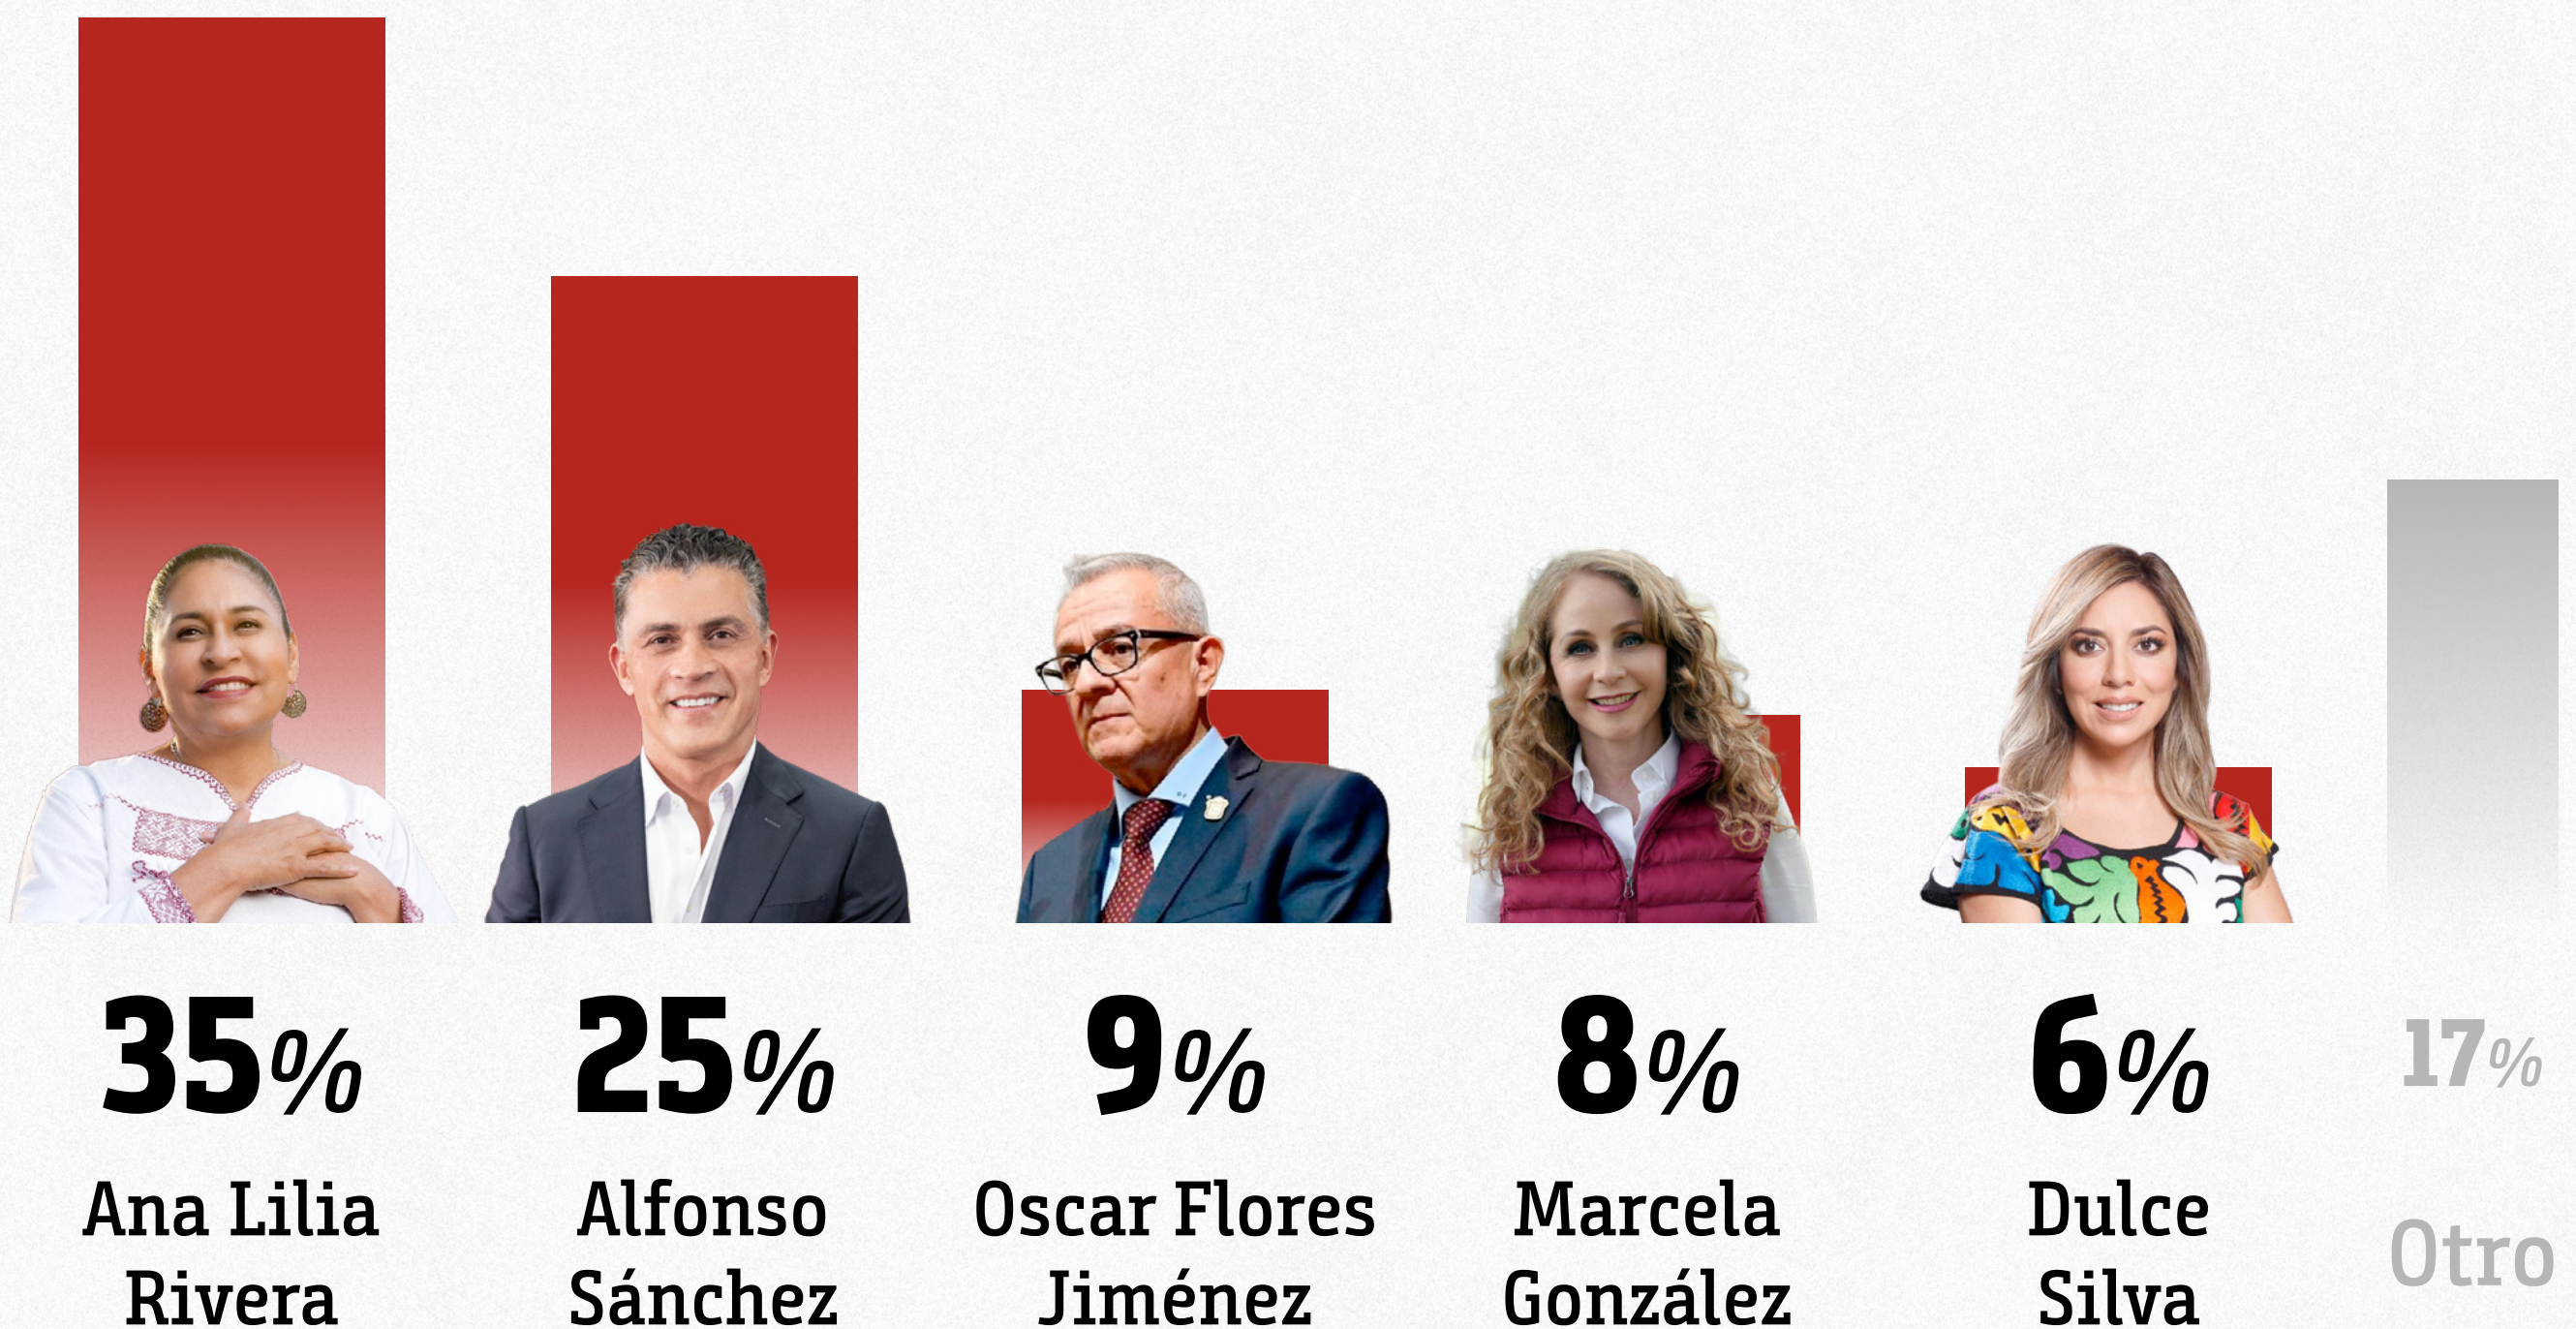 35%
Ana Lilia
Rivera
25%
Alfonso
Sánchez
9%
Oscar Flores
Jiménez
8%
Marcela
González
6%
Dulce
Silva
17%
Otro